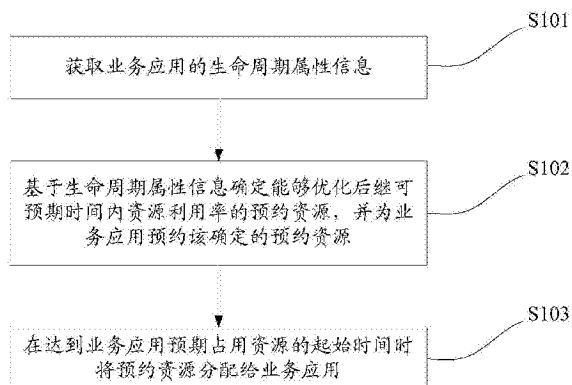 S101
获取业务应用的生命周期属性信息
S102
基于生命周期属性信息确定能够优化后继可
预期时间内资源利用率的预约资源，并为业
务应用预约该确定的预约资源
S103
在达到业务应用预期占用资源的起始时间时
将预约资源分配给业务应用